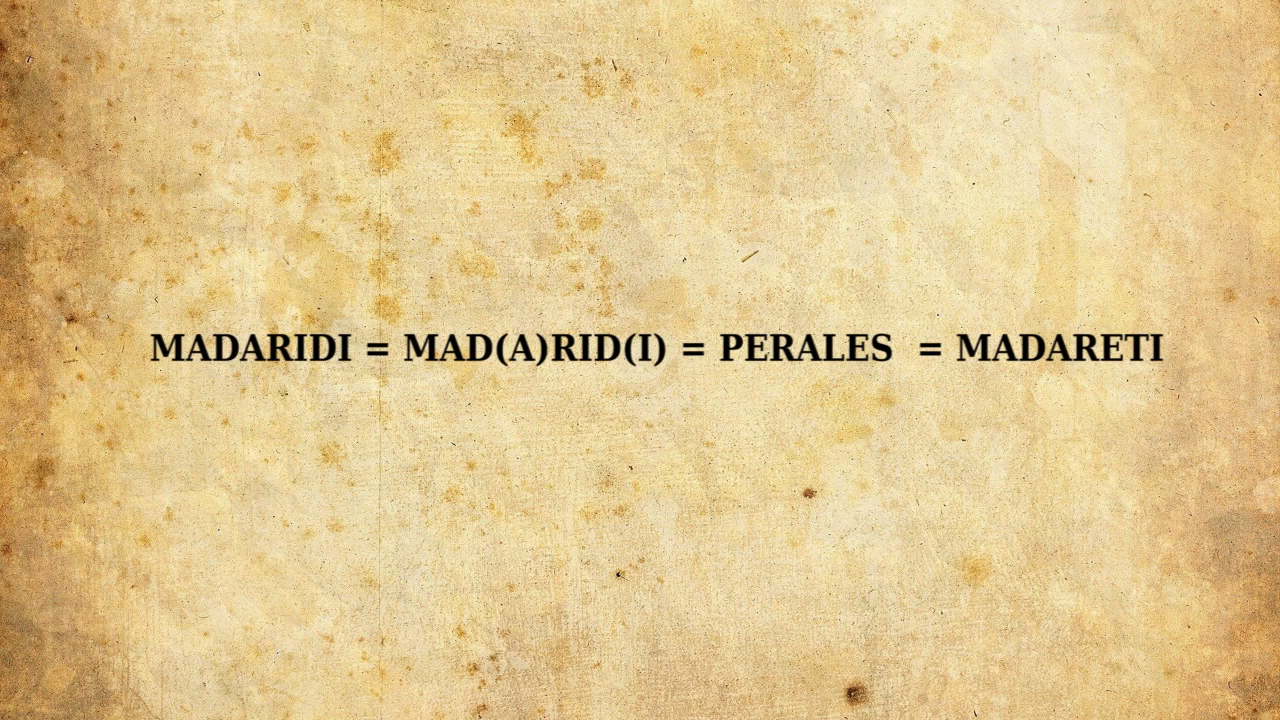 MADARIDI = MAD(A)RID(I) = PERALES = MADARETI